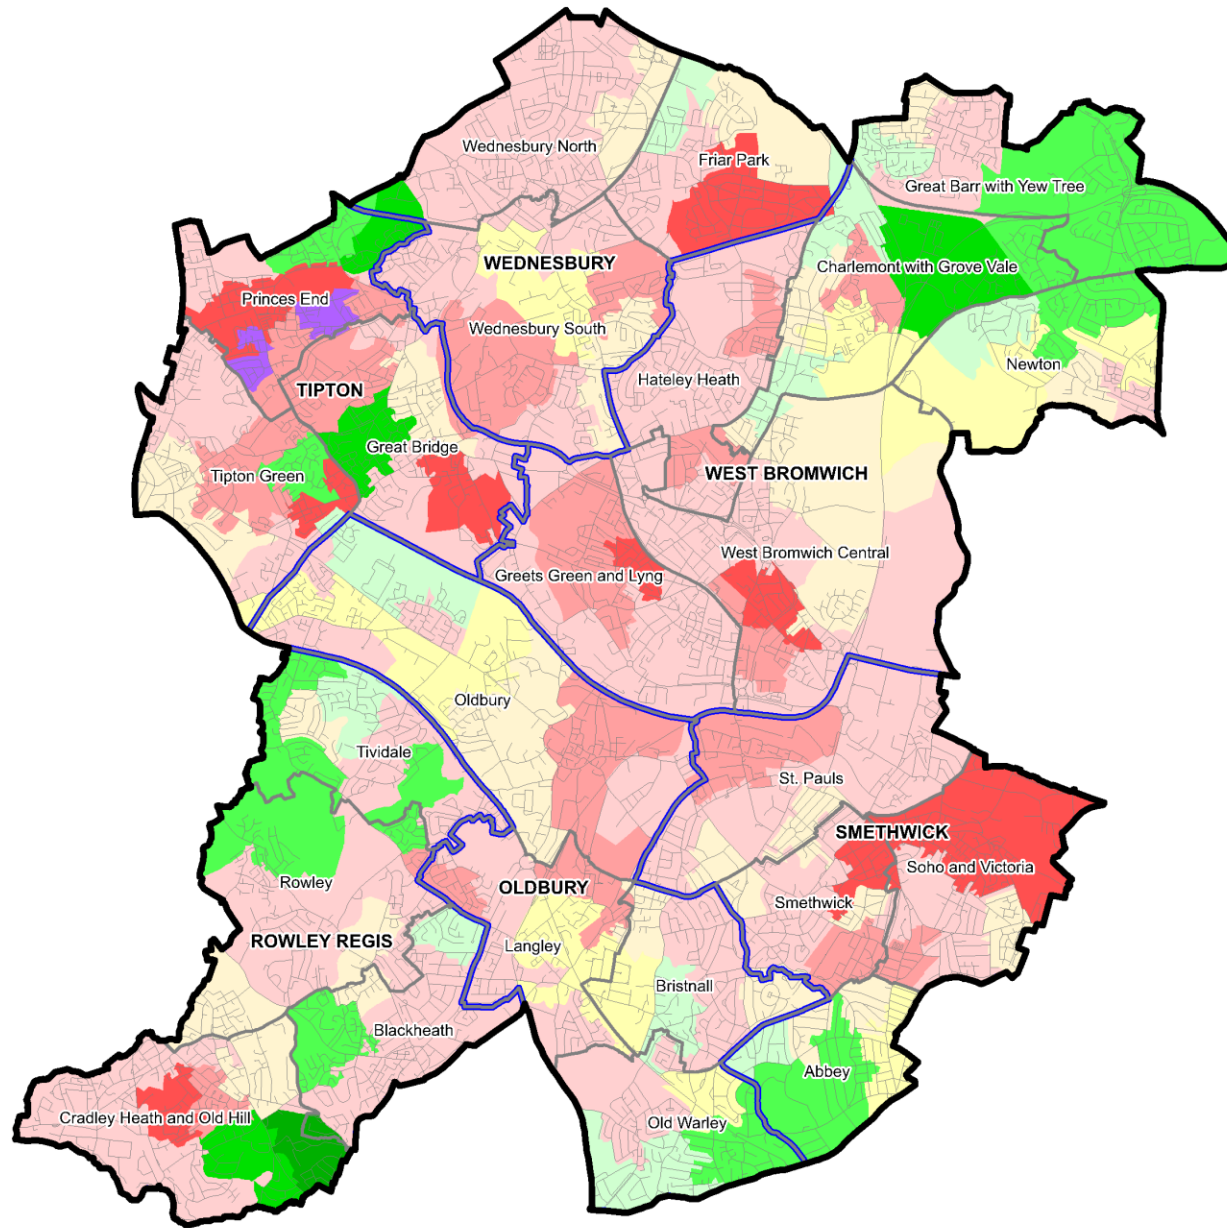 Wednesbury North
Friar Park
Great Barr with Yew Tree
WEDNESBURY
Charlemont with Grove Vale
Princes End
Wednesbury South
Newton
Hateley Heath
TIPTON
Great Bridge
Tipton Green
WEST BROMWICH
West Bromwich Central
Greets Green and Lyng
Oldbury
Tividale
St. Pauls
SMETHWICK
Soho and Victoria
Rowley
OLDBURY
Smethwick
ROWLEY REGIS
Langley
Bristnall
Blackheath
Abbey
Cradley Heath and Old Hill
Old Warley